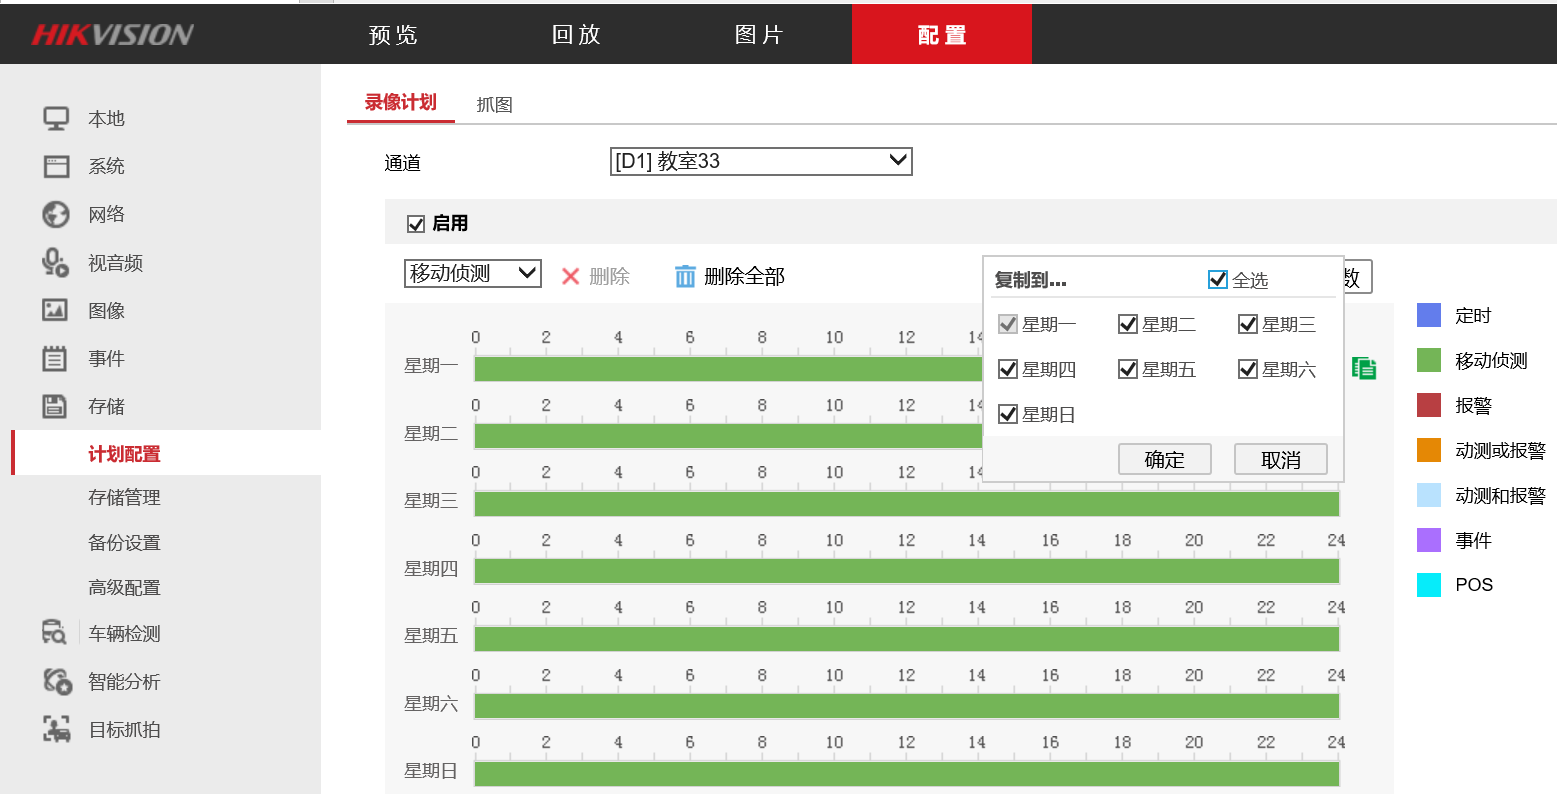 HIKVISION 预览 回放 图片 配置
本地
系统
网络
视音频
图像
事件
存储
计划配置
存储管理
备份设置
高级配置
车辆检测
智能分析
目标抓拍
录像计划 抓图
通道 [D1] 教室33
启用
移动侦测 删除 删除全部 数
复制到... 全选
星期一 星期二 星期三
星期四 星期五 星期六
星期日
确定 取消
0 2 4 6 8 10 12 14
星期一
0 2 4 6 8 10 12 14
星期二
0 2 4 6 8 10 12 14
星期三
0 2 4 6 8 10 12 14 16 18 20 22 24
星期四
0 2 4 6 8 10 12 14 16 18 20 22 24
星期五
0 2 4 6 8 10 12 14 16 18 20 22 24
星期六
0 2 4 6 8 10 12 14 16 18 20 22 24
星期日
定时
移动侦测
报警
动测或报警
动测和报警
事件
POS